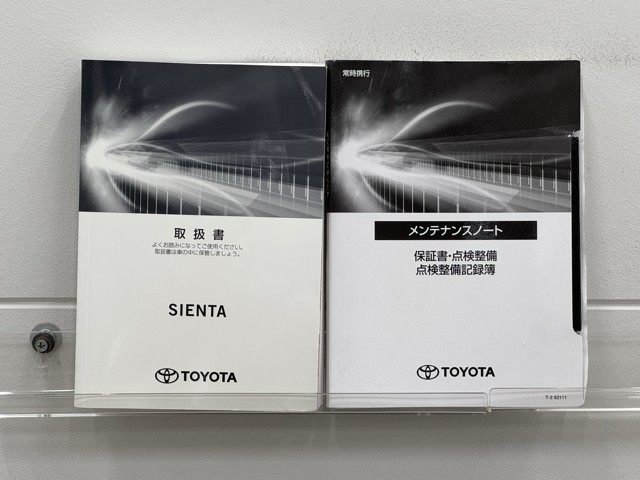 取扱書
よくお読みになってご使用ください。
取扱書は車の中に保管しましょう。
SIENTA
TOYOTA
常時携行
メンテナンスノート
保証書・点検整備
点検整備記録簿
TOYOTA
T-2 62111